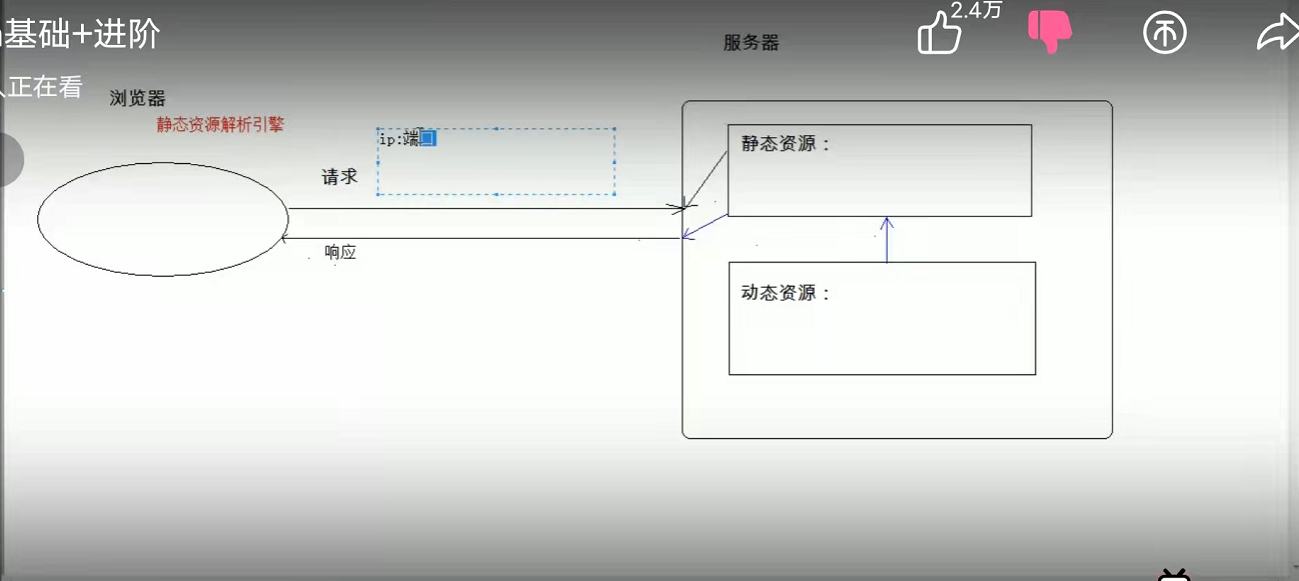 基础+进阶
2.4万
正在看
服务器
浏览器
静态资源解析引擎
ip:端口
请求
静态资源：
响应
动态资源：